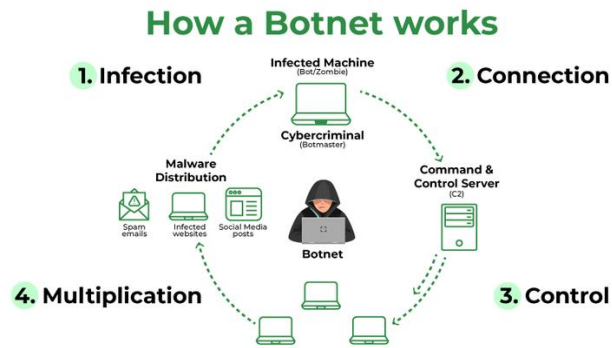 How a Botnet works
1. Infection
Infected Machine
(Bot/Zombie)
2. Connection
Cybercriminal
(Botmaster)
Malware
Distribution
Command &
Control Server
(C2)
Spam
emails
Infected
websites
Social Media
posts
Botnet
4. Multiplication
3. Control